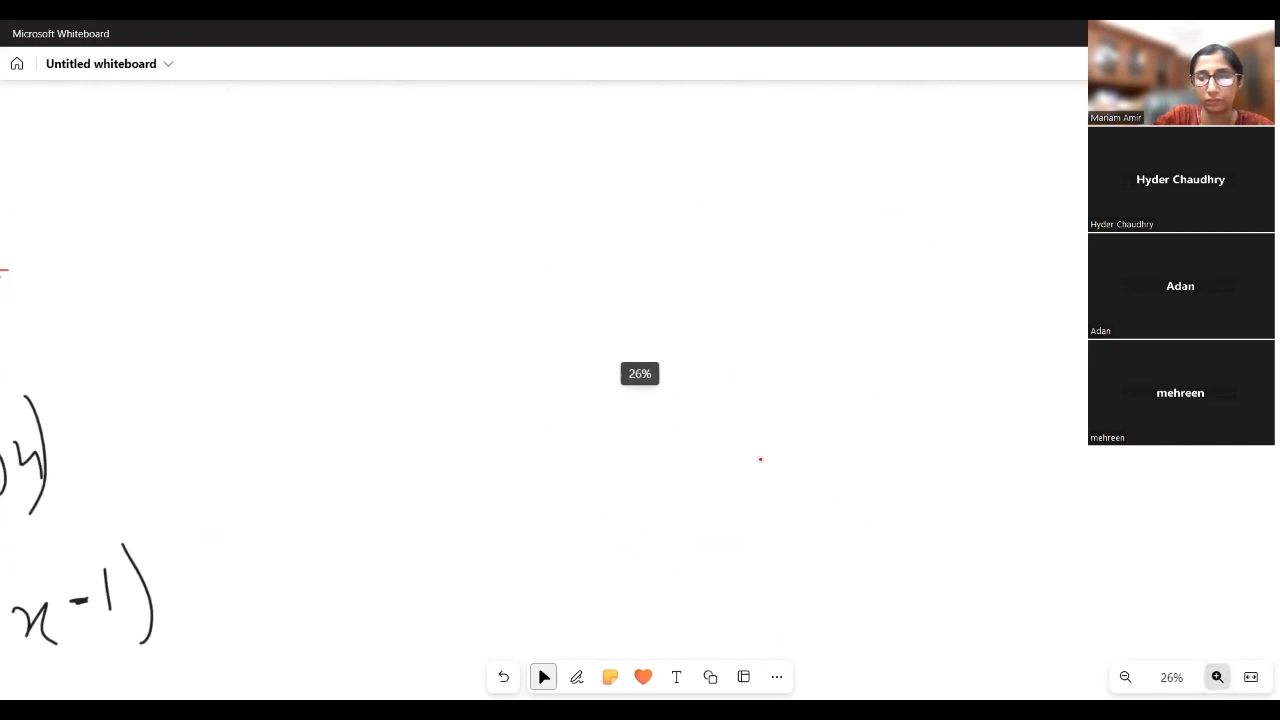 Microsoft Whiteboard
Untitled whiteboard
Mariam Amir
Hyder Chaudhry
Hyder Chaudhry
Adan
Adan
mehreen
mehreen
26%
)
x-1)
T
26%